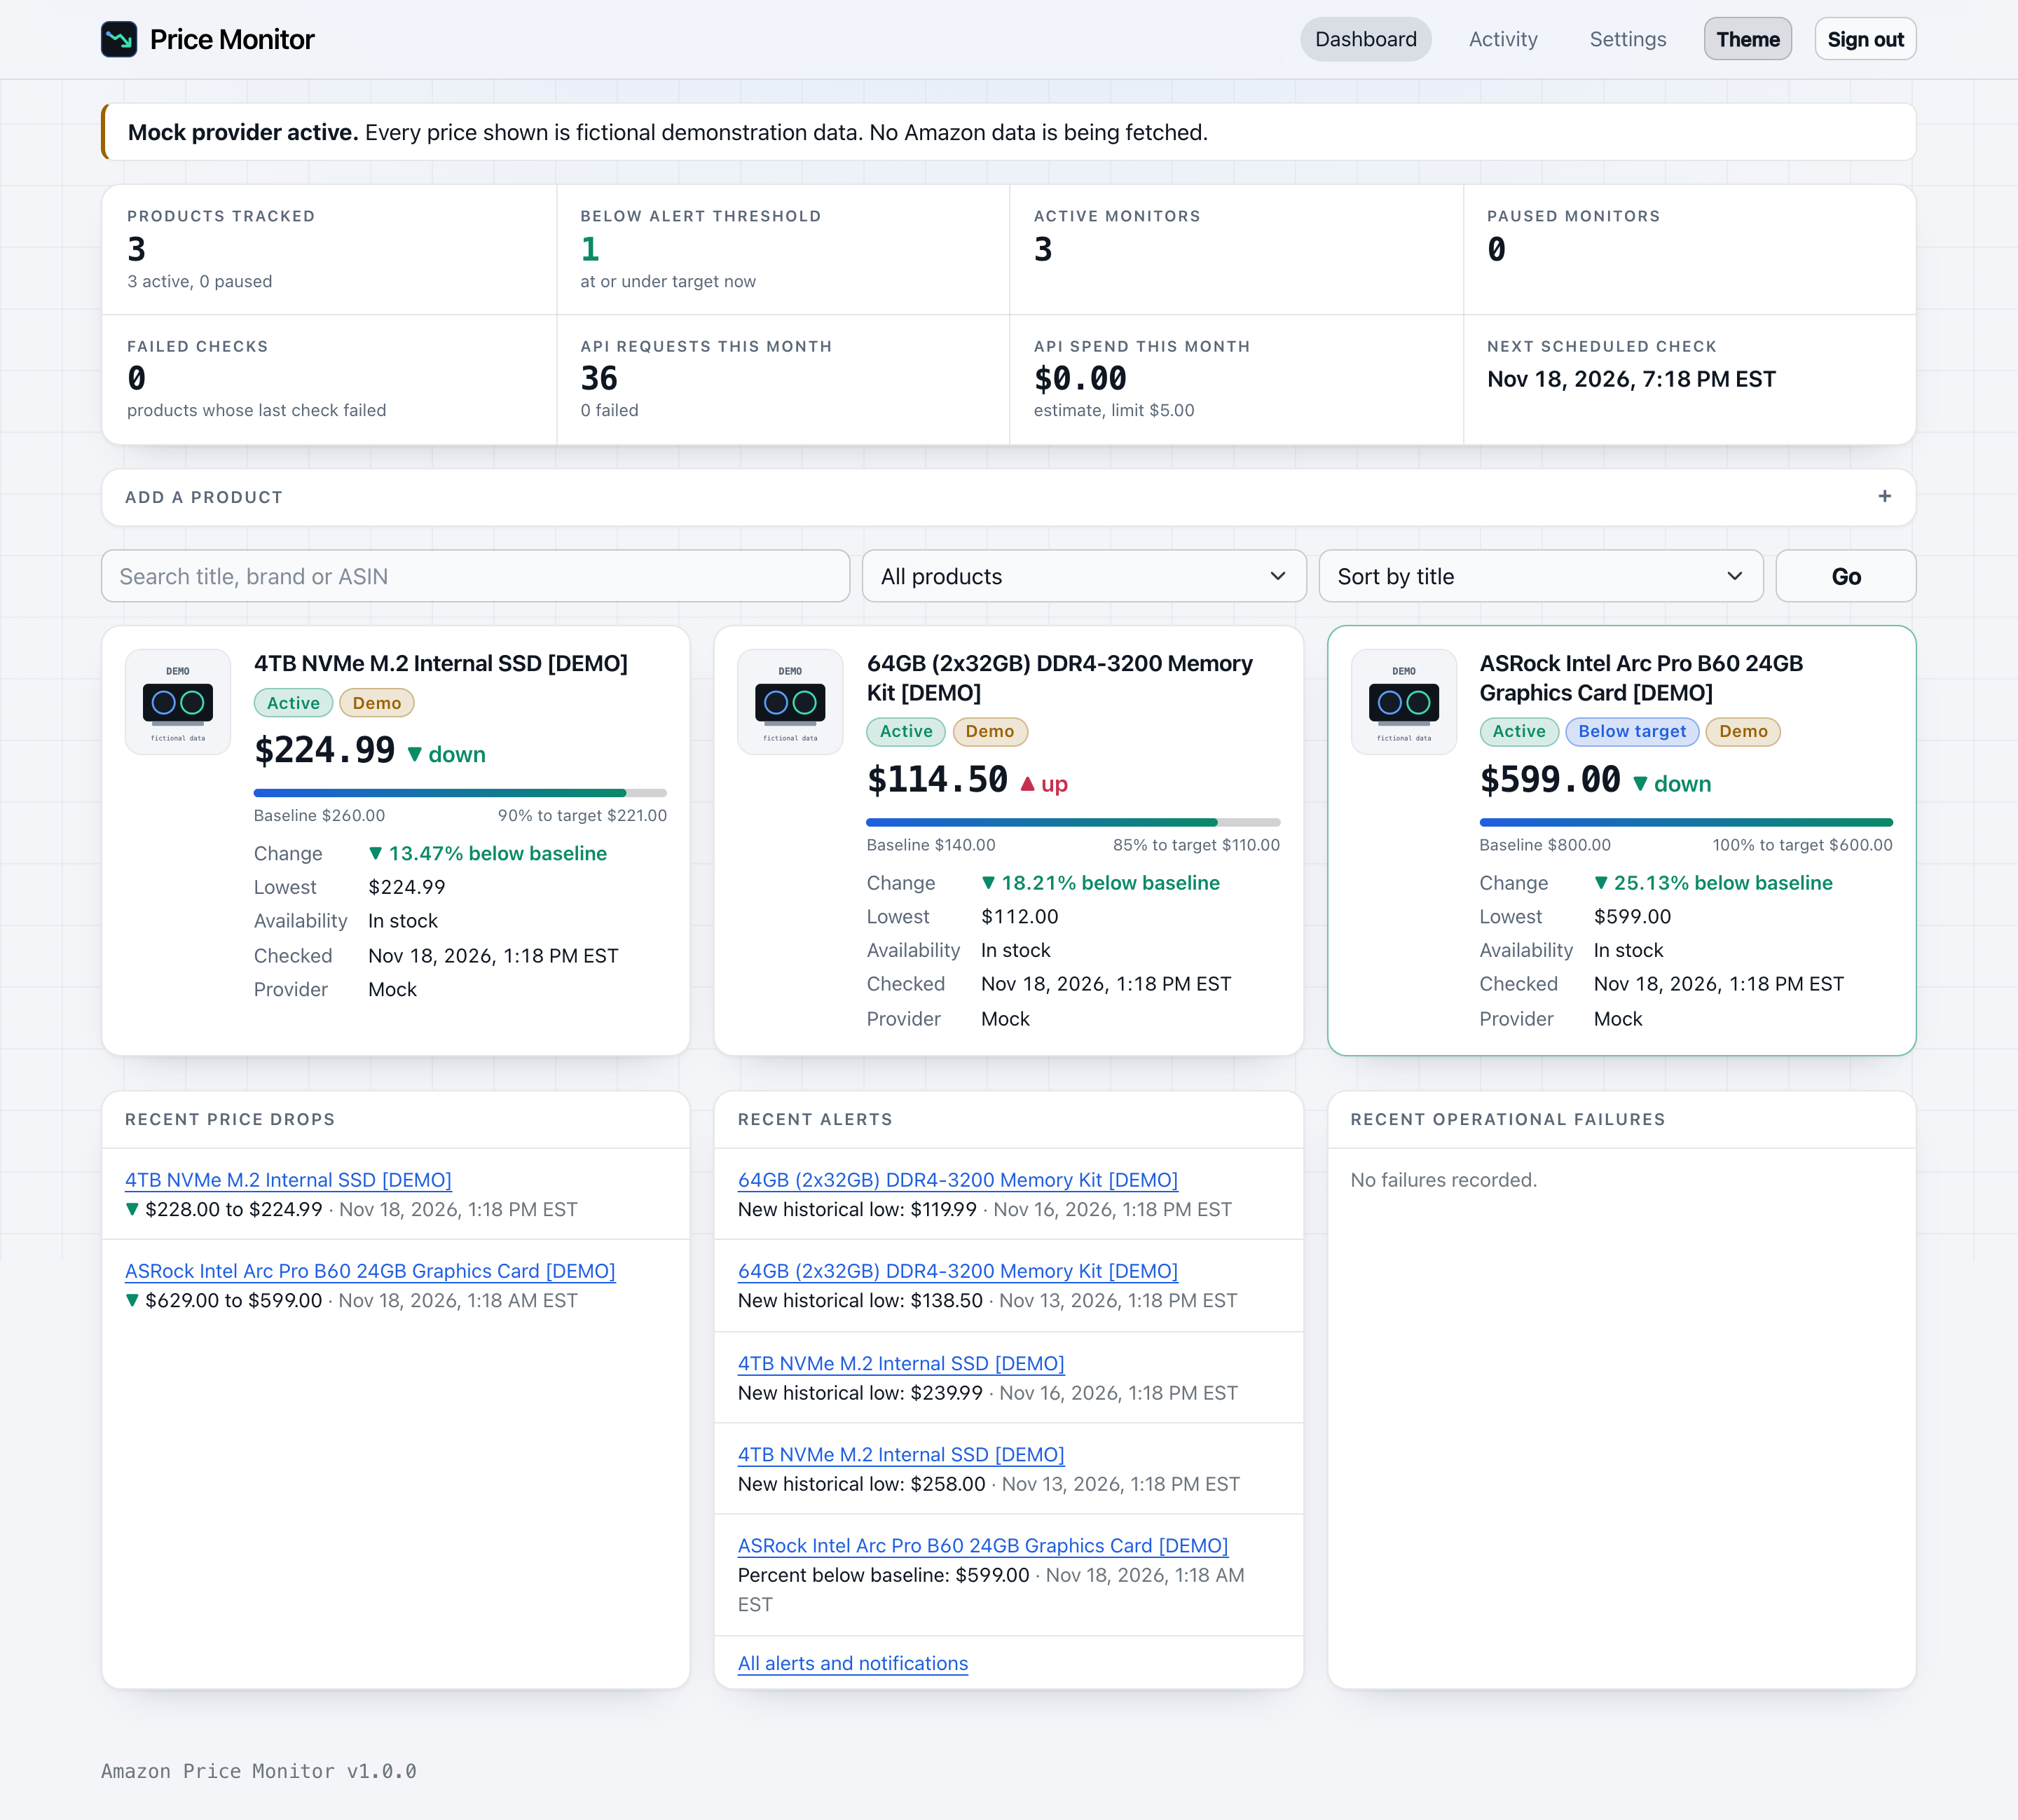 Price Monitor
Dashboard
Activity
Settings
Theme
Sign out
Mock provider active. Every price shown is fictional demonstration data. No Amazon data is being fetched.
PRODUCTS TRACKED
3
3 active, 0 paused
BELOW ALERT THRESHOLD
1
at or under target now
ACTIVE MONITORS
3
PAUSED MONITORS
0
FAILED CHECKS
0
products whose last check failed
API REQUESTS THIS MONTH
36
0 failed
API SPEND THIS MONTH
$0.00
estimate, limit $5.00
NEXT SCHEDULED CHECK
Nov 18, 2026, 7:18 PM EST
ADD A PRODUCT
+
Search title, brand or ASIN
All products
Sort by title
Go
DEMO
fictional data
4TB NVMe M.2 Internal SSD [DEMO]
Active
Demo
$224.99 ▼ down
Baseline $260.00
90% to target $221.00
Change ▼ 13.47% below baseline
Lowest $224.99
Availability In stock
Checked Nov 18, 2026, 1:18 PM EST
Provider Mock
DEMO
fictional data
64GB (2x32GB) DDR4-3200 Memory
Kit [DEMO]
Active
Demo
$114.50 ▲ up
Baseline $140.00
85% to target $110.00
Change ▼ 18.21% below baseline
Lowest $112.00
Availability In stock
Checked Nov 18, 2026, 1:18 PM EST
Provider Mock
DEMO
fictional data
ASRock Intel Arc Pro B60 24GB
Graphics Card [DEMO]
Active
Below target
Demo
$599.00 ▼ down
Baseline $800.00
100% to target $600.00
Change ▼ 25.13% below baseline
Lowest $599.00
Availability In stock
Checked Nov 18, 2026, 1:18 PM EST
Provider Mock
RECENT PRICE DROPS
4TB NVMe M.2 Internal SSD [DEMO]
▼ $228.00 to $224.99 · Nov 18, 2026, 1:18 PM EST
ASRock Intel Arc Pro B60 24GB Graphics Card [DEMO]
▼ $629.00 to $599.00 · Nov 18, 2026, 1:18 AM EST
RECENT ALERTS
64GB (2x32GB) DDR4-3200 Memory Kit [DEMO]
New historical low: $119.99 · Nov 16, 2026, 1:18 PM EST
64GB (2x32GB) DDR4-3200 Memory Kit [DEMO]
New historical low: $138.50 · Nov 13, 2026, 1:18 PM EST
4TB NVMe M.2 Internal SSD [DEMO]
New historical low: $239.99 · Nov 16, 2026, 1:18 PM EST
4TB NVMe M.2 Internal SSD [DEMO]
New historical low: $258.00 · Nov 13, 2026, 1:18 PM EST
ASRock Intel Arc Pro B60 24GB Graphics Card [DEMO]
Percent below baseline: $599.00 · Nov 18, 2026, 1:18 AM
EST
All alerts and notifications
RECENT OPERATIONAL FAILURES
No failures recorded.
Amazon Price Monitor v1.0.0